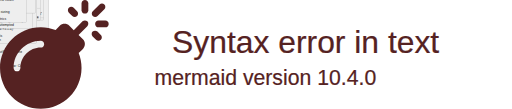 Syntax error in text
mermaid version 10.4.0